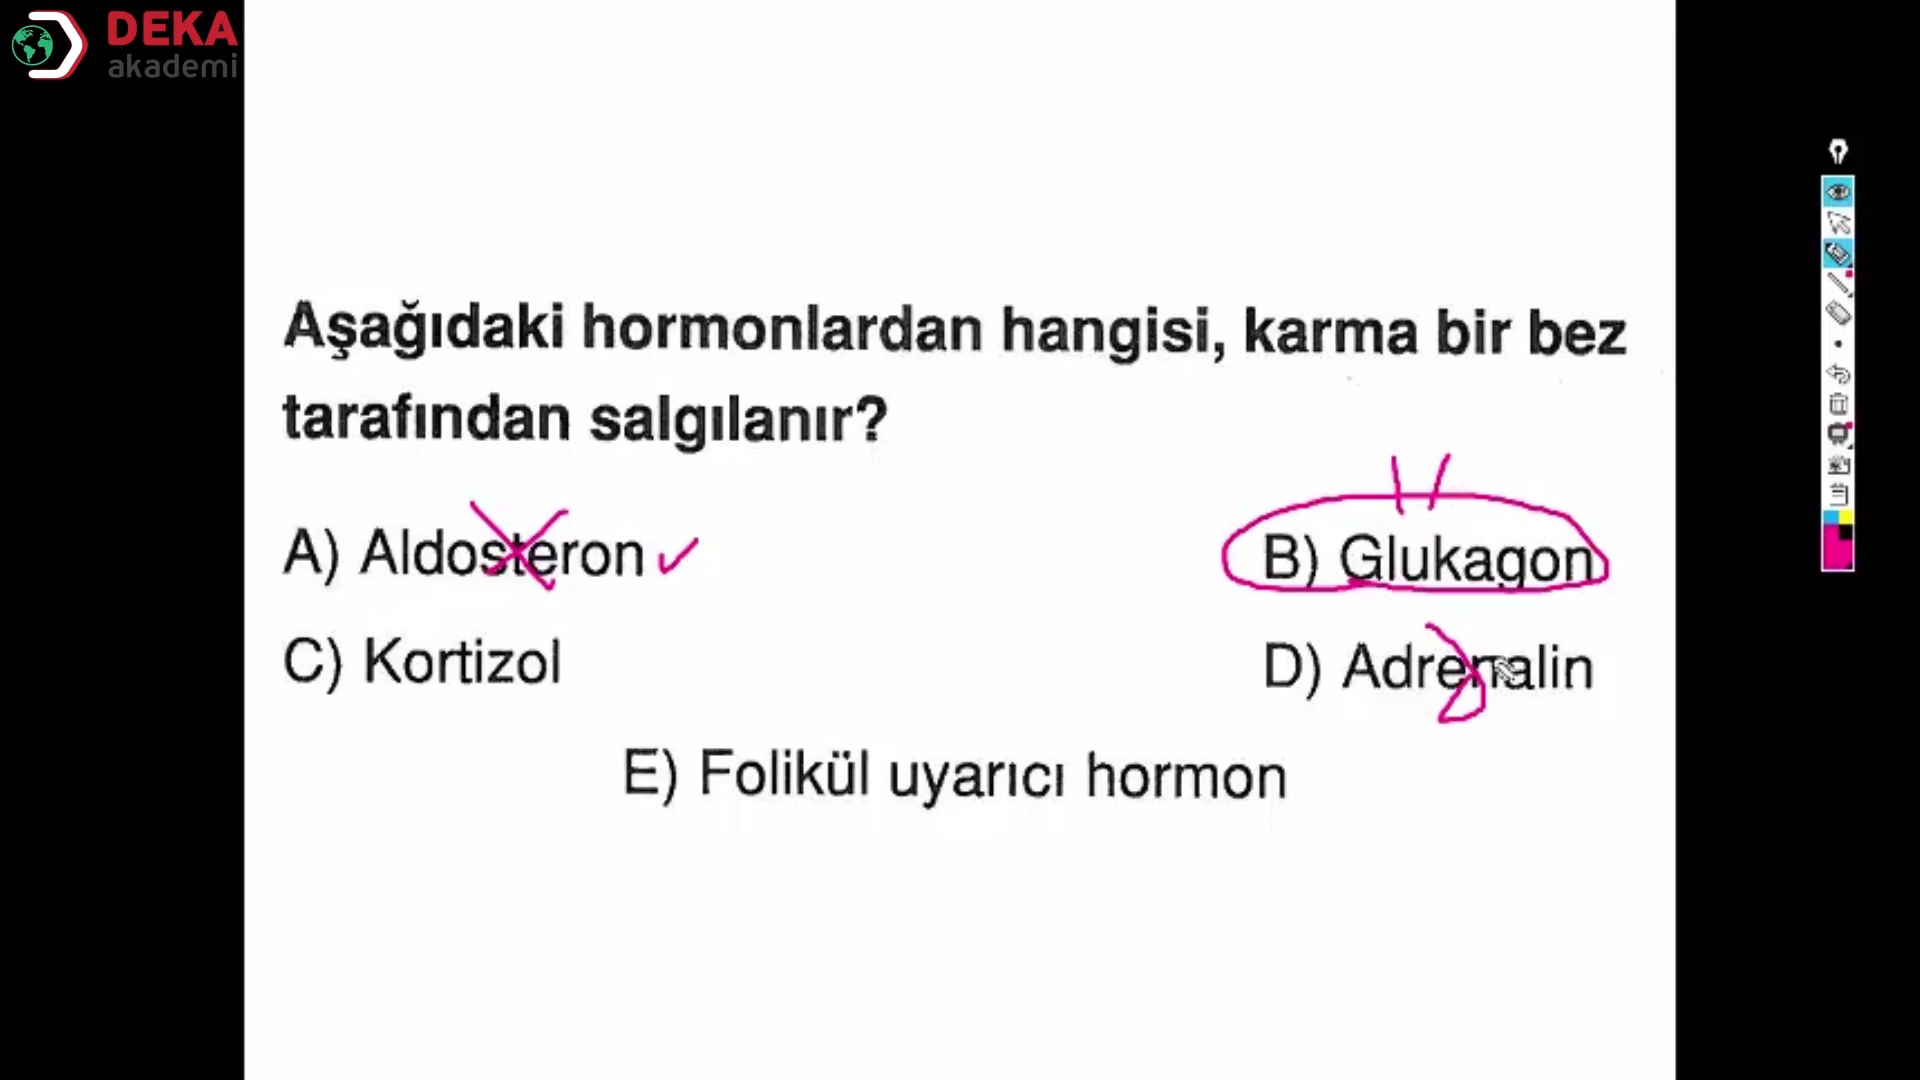 DEKA
akademi
Aşağıdaki hormonlardan hangisi, karma bir bez
tarafından salgılanır?
A) Aldosteron
B) Glukagon
C) Kortizol
D) Adrenalin
E) Folikül uyarıcı hormon